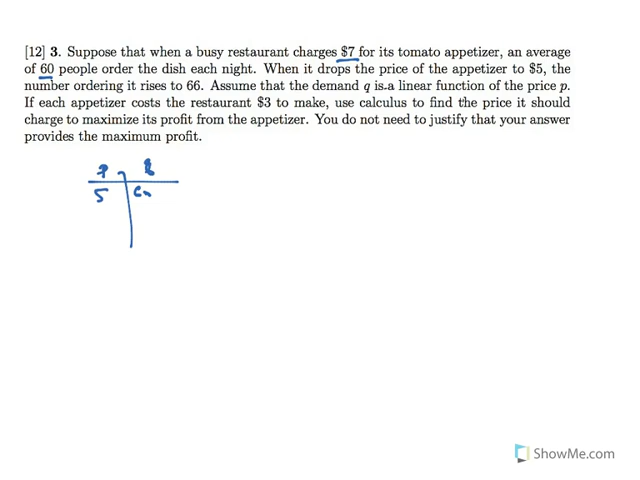 [12] 3. Suppose that when a busy restaurant charges $7 for its tomato appetizer, an average
of 60 people order the dish each night. When it drops the price of the appetizer to $5, the
number ordering it rises to 66. Assume that the demand q is a linear function of the price p.
If each appetizer costs the restaurant $3 to make, use calculus to find the price it should
charge to maximize its profit from the appetizer. You do not need to justify that your answer
provides the maximum profit.
5
ShowMe.com